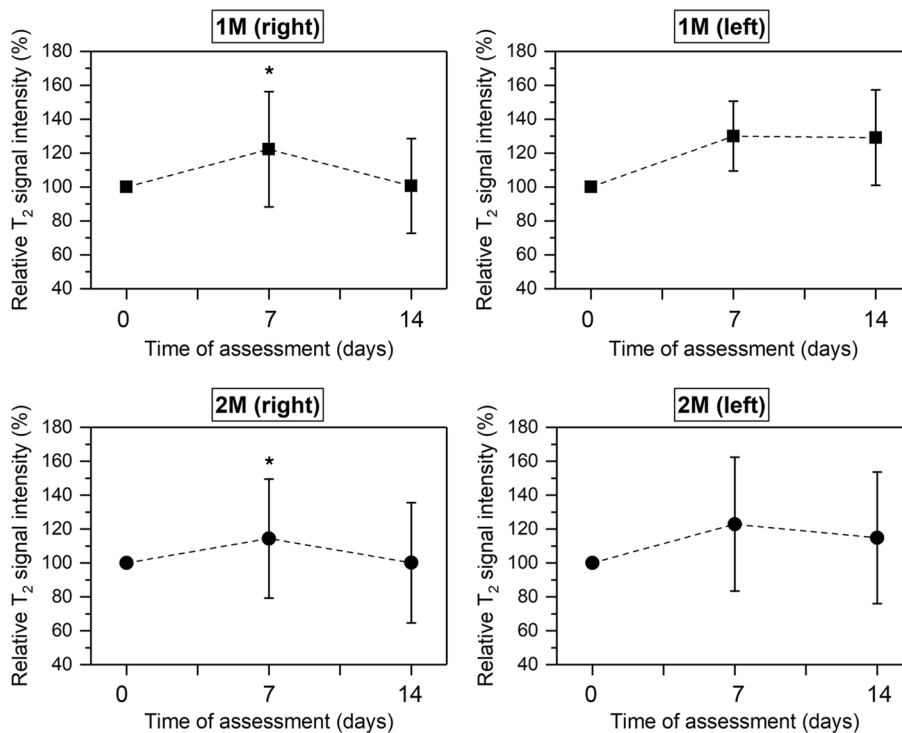 1M (right)
Relative T₂ signal intensity (%)
180
160
140
120
100
80
60
40
*
0 7 14
Time of assessment (days)
1M (left)
Relative T₂ signal intensity (%)
180
160
140
120
100
80
60
40
0 7 14
Time of assessment (days)
2M (right)
Relative T₂ signal intensity (%)
180
160
140
120
100
80
60
40
*
0 7 14
Time of assessment (days)
2M (left)
Relative T₂ signal intensity (%)
180
160
140
120
100
80
60
40
0 7 14
Time of assessment (days)